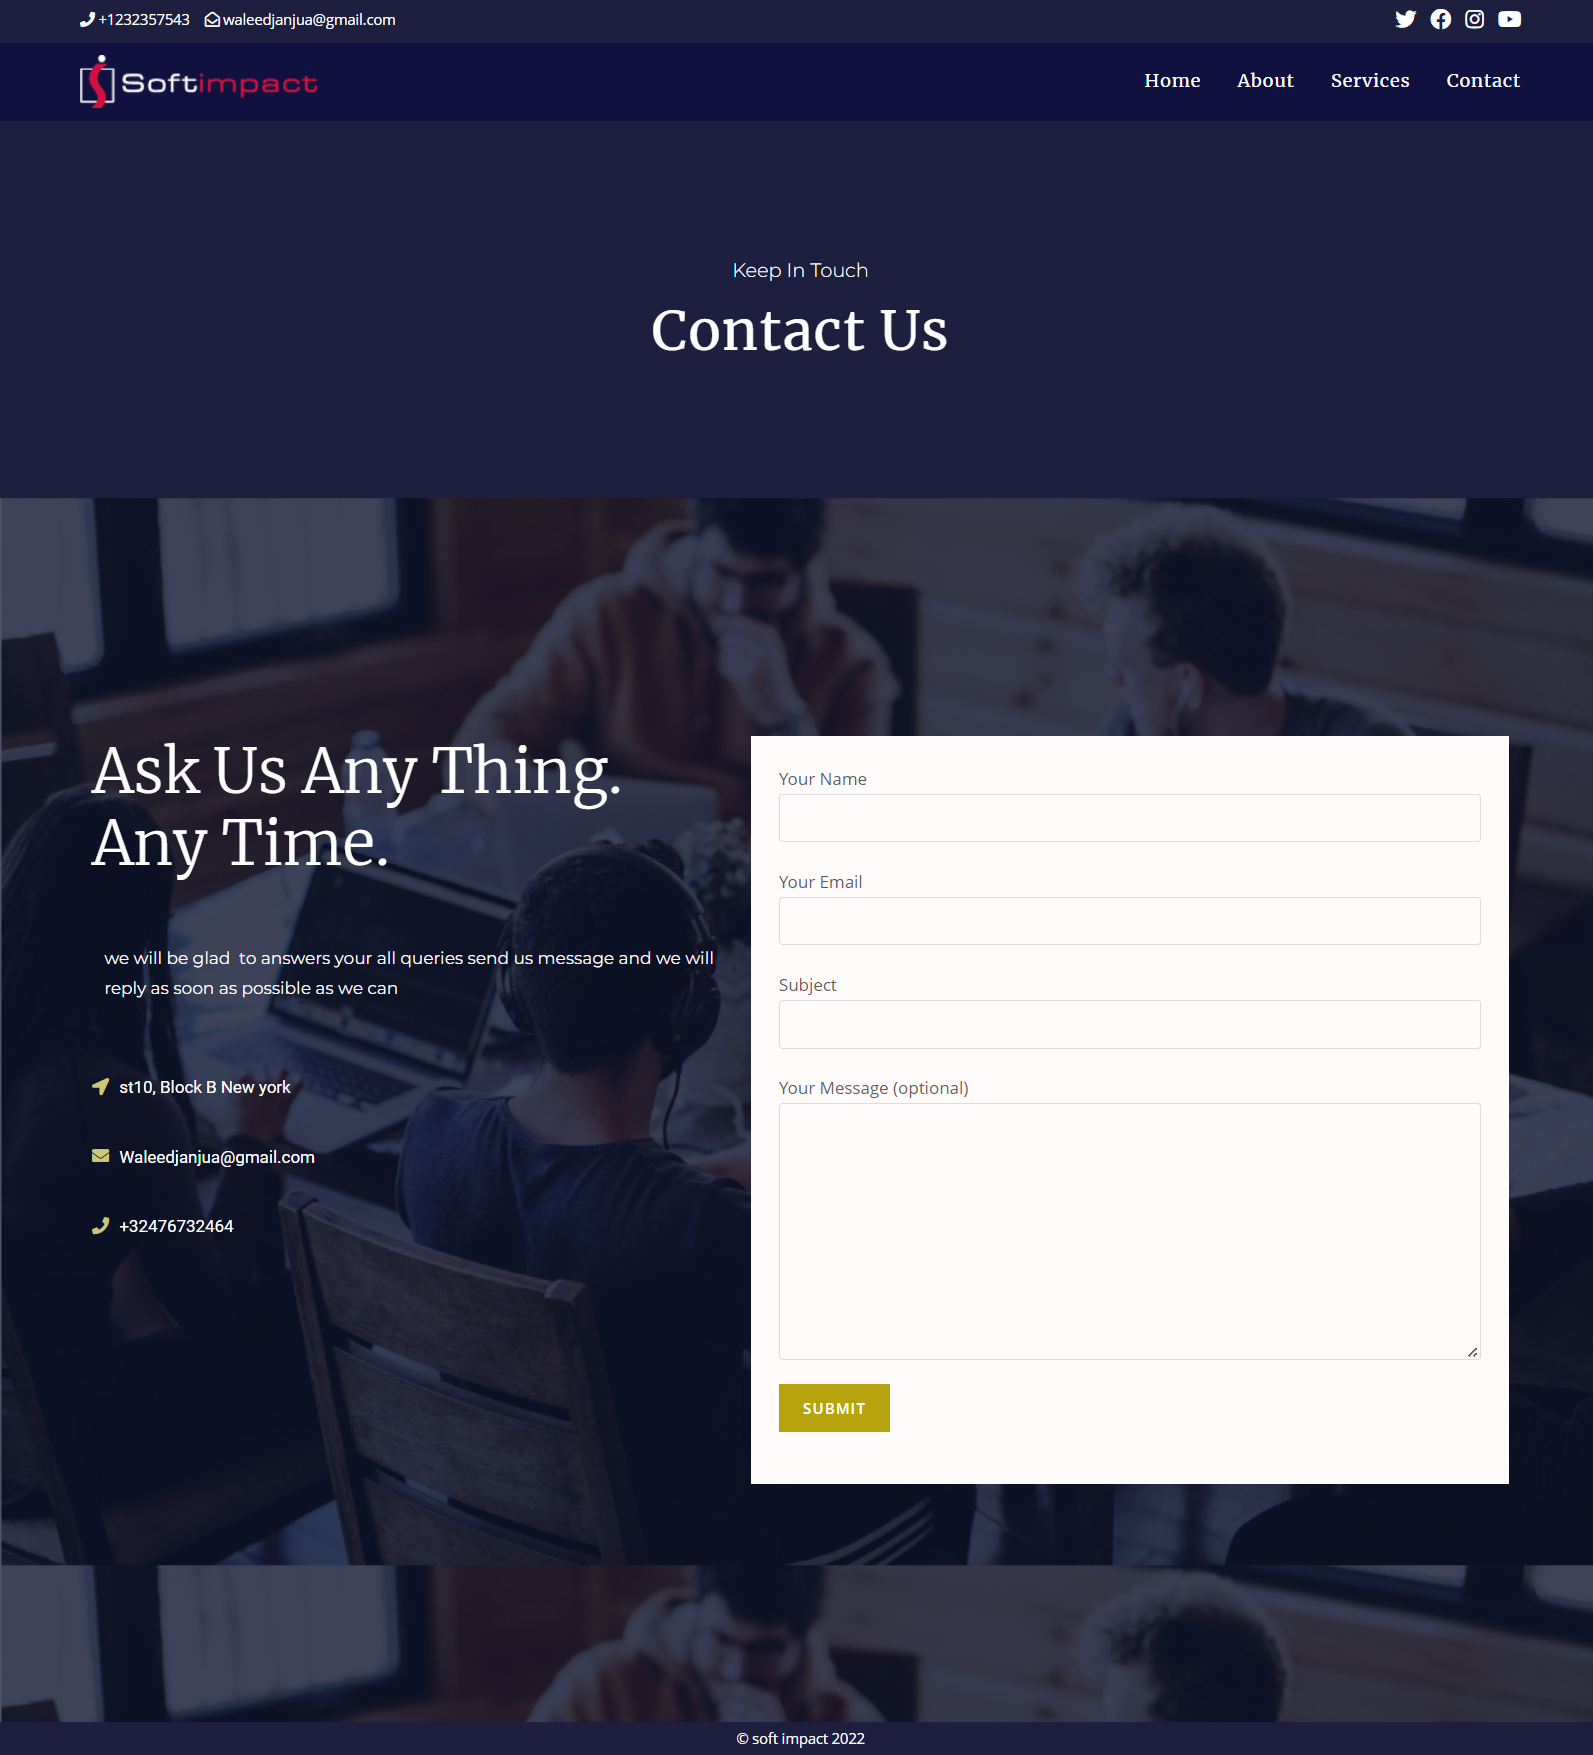 +1232357543 waleedjanjua@gmail.com
Softimpact
Home About Services Contact
Keep In Touch
Contact Us
Ask Us Any Thing.
Any Time.
we will be glad  to answers your all queries send us message and we will
reply as soon as possible as we can
st10, Block B New york
Waleedjanjua@gmail.com
+32476732464
Your Name
Your Email
Subject
Your Message (optional)
SUBMIT
© soft impact 2022